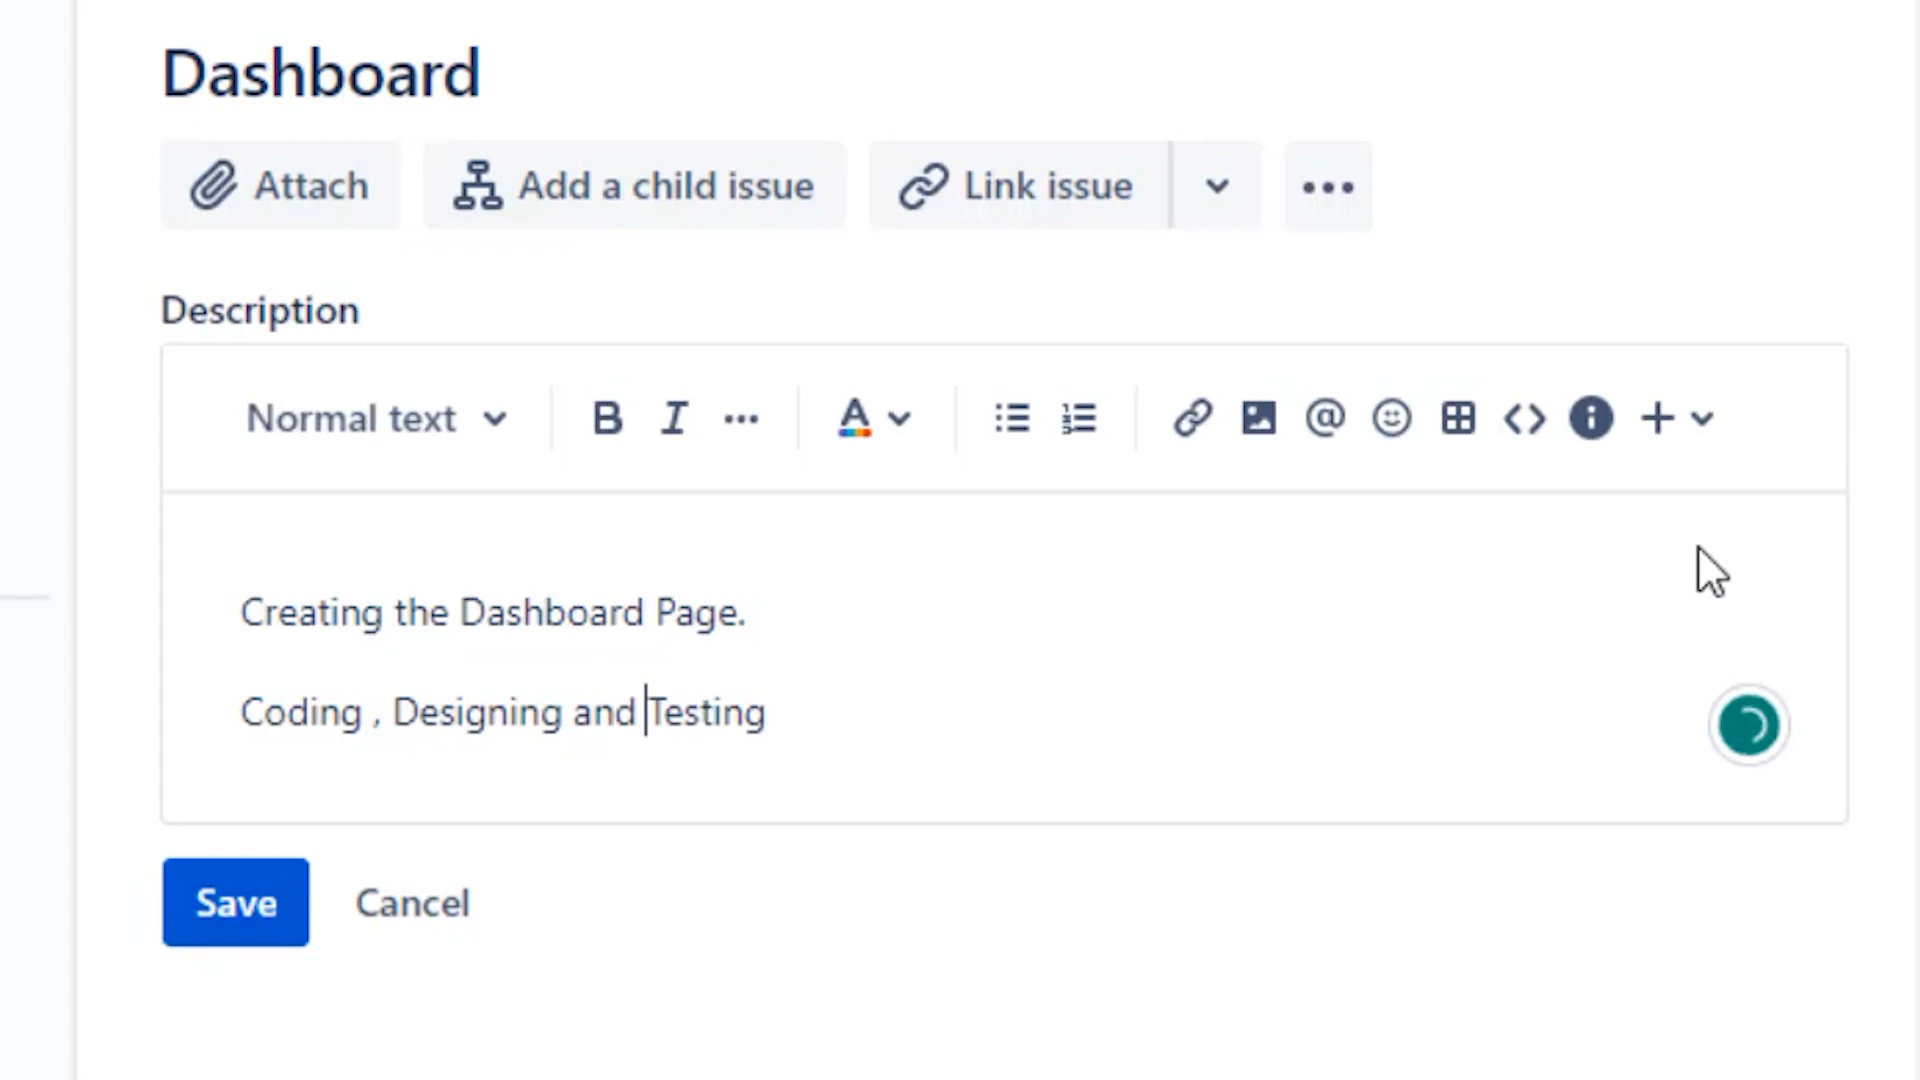 Dashboard
Attach Add a child issue Link issue
Description
Normal text B I A
Creating the Dashboard Page.
Coding , Designing and Testing
Save Cancel